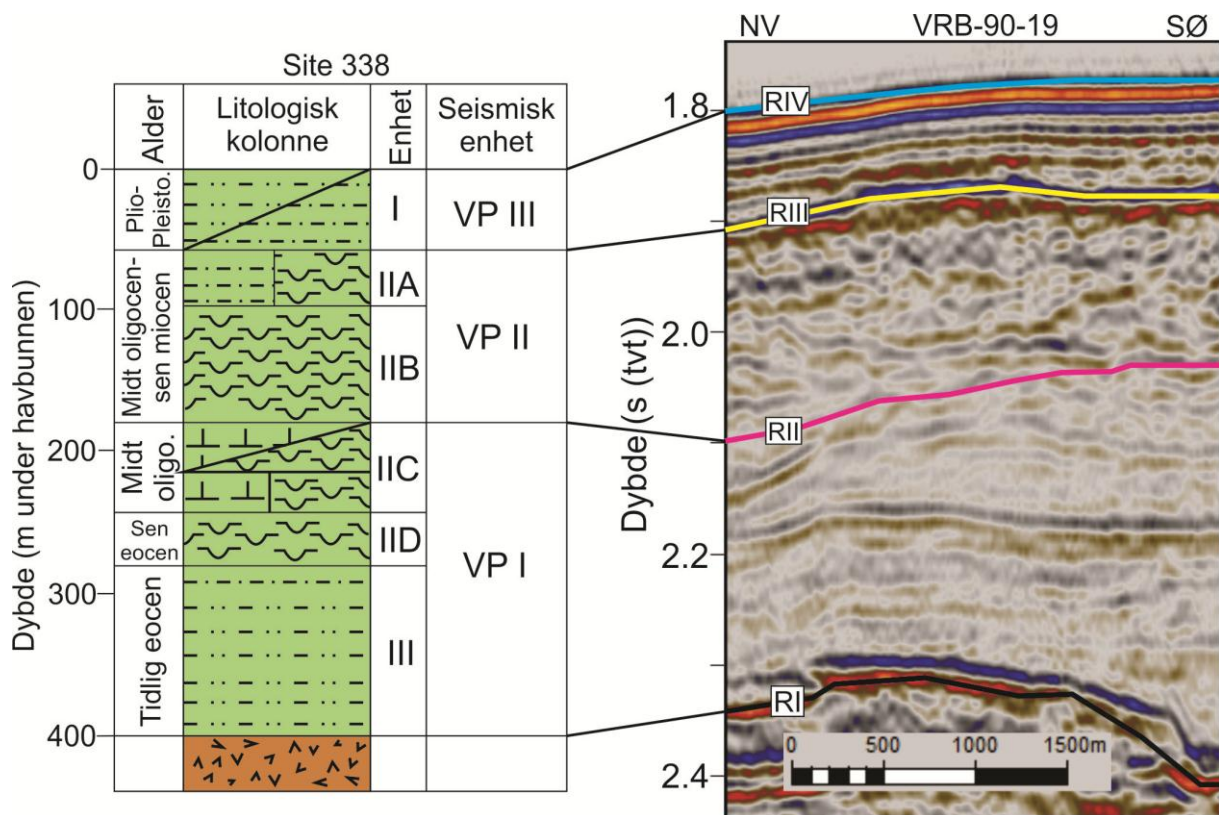 Site 338
Alder
Litologisk
kolonne
Enhet
Seismisk
enhet
Dybde (m under havbunnen)
0
100
200
300
400
Plio-
Pleisto.
Midt oligocen-
sen miocen
Midt
oligo.
Sen
eocen
Tidlig eocen
I
IIA
IIB
IIC
IID
III
VP III
VP II
VP I
NV VRB-90-19 SØ
Dybde (s (tvt))
1.8
2.0
2.2
2.4
RIV
RIII
RII
RI
0 500 1000 1500m